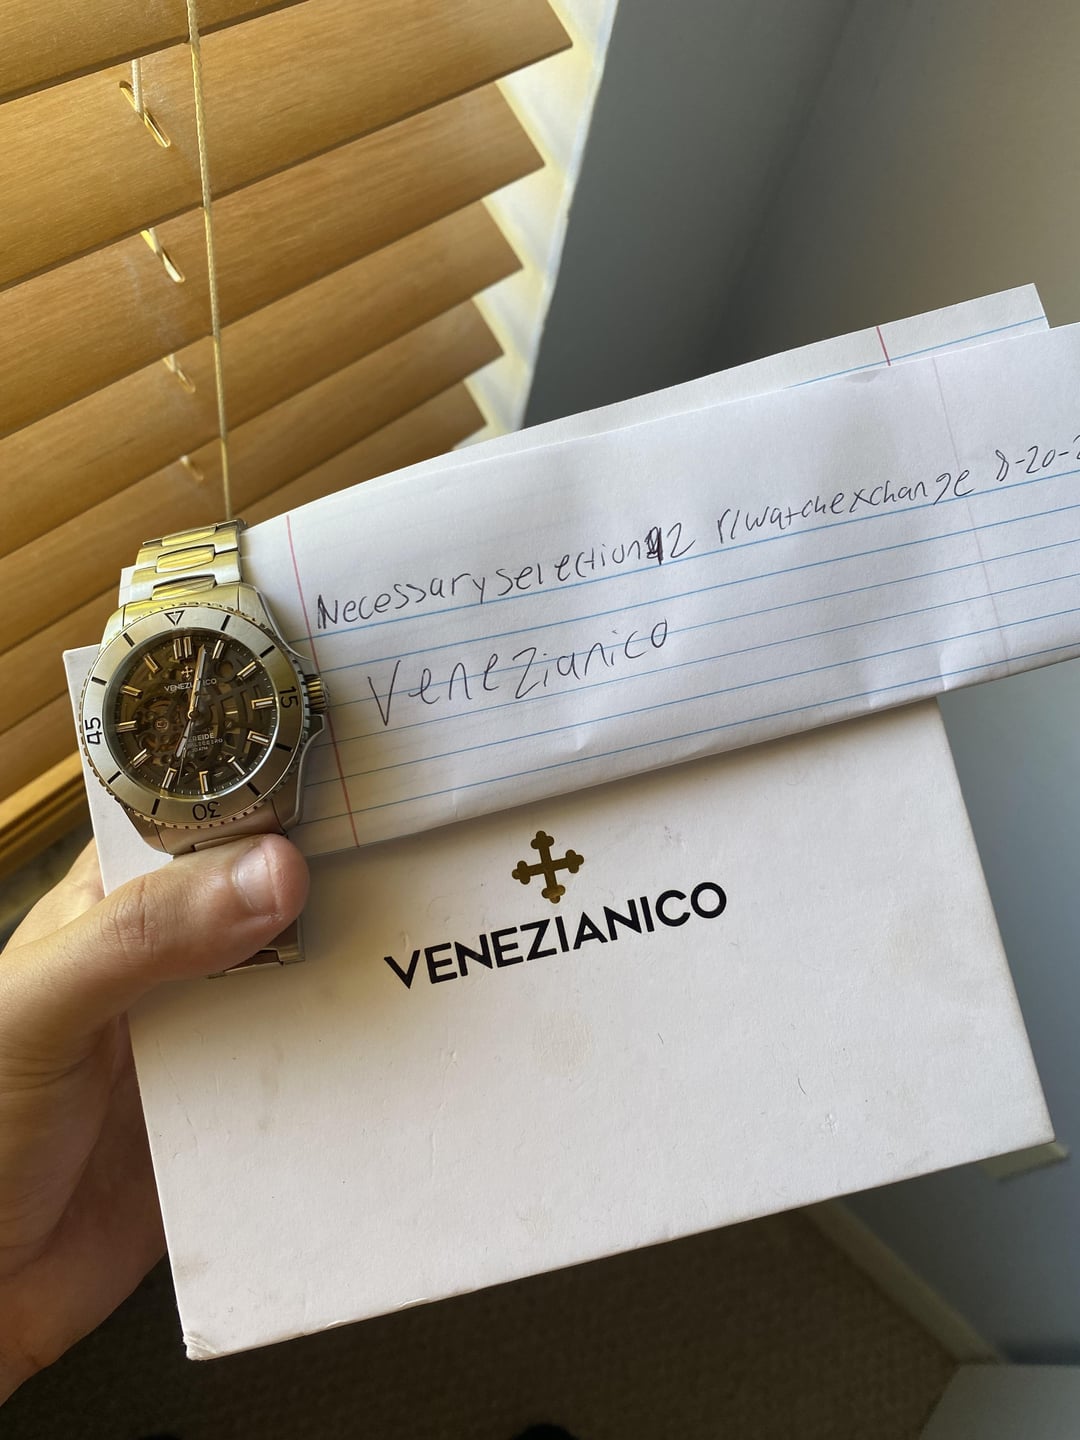 Necessaryselection92 r/watchexchange 8-20-2
Venezianico
45
15
30
VENEZIANICO
VENEZIANICO